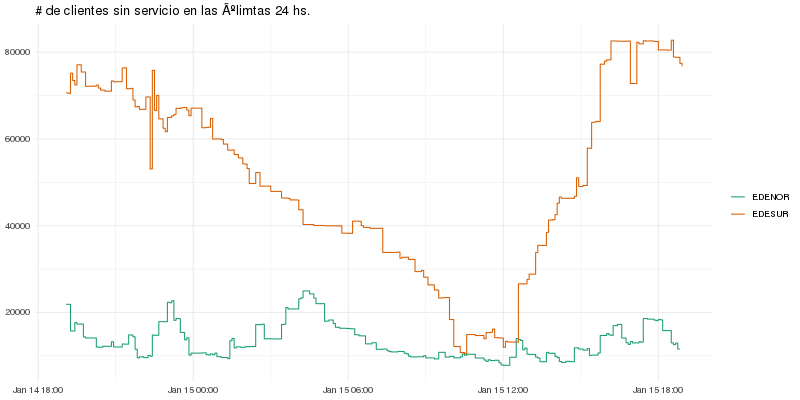 # de clientes sin servicio en las Ãºlimtas 24 hs.
80000
60000
40000
20000
Jan 14 18:00
Jan 15 00:00
Jan 15 06:00
Jan 15 12:00
Jan 15 18:00
EDENOR
EDESUR